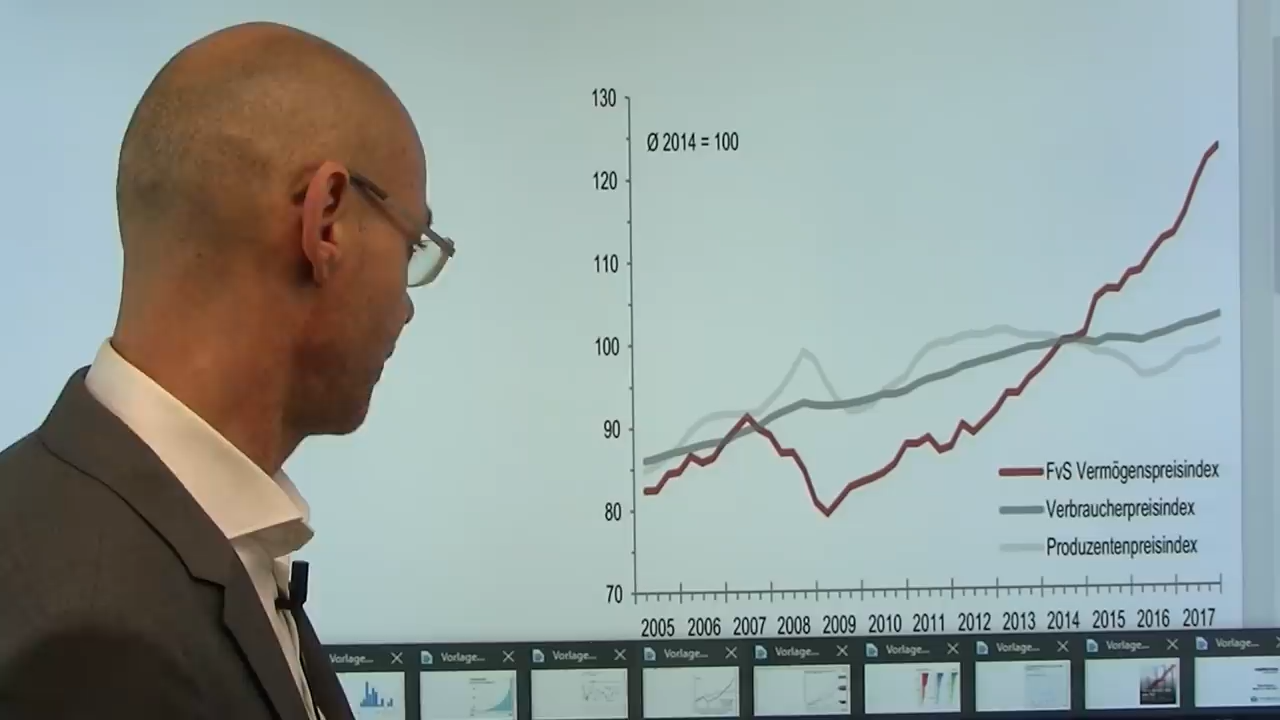 130
Ø 2014 = 100
120
110
100
90
80
70
FvS Vermögenspreisindex
Verbraucherpreisindex
Produzentenpreisindex
2005 2006 2007 2008 2009 2010 2011 2012 2013 2014 2015 2016 2017
Vorlage... Vorlage... Vorlage... Vorlage... Vorlage... Vorlage... Vorlage... Vorlage... Vorlage...